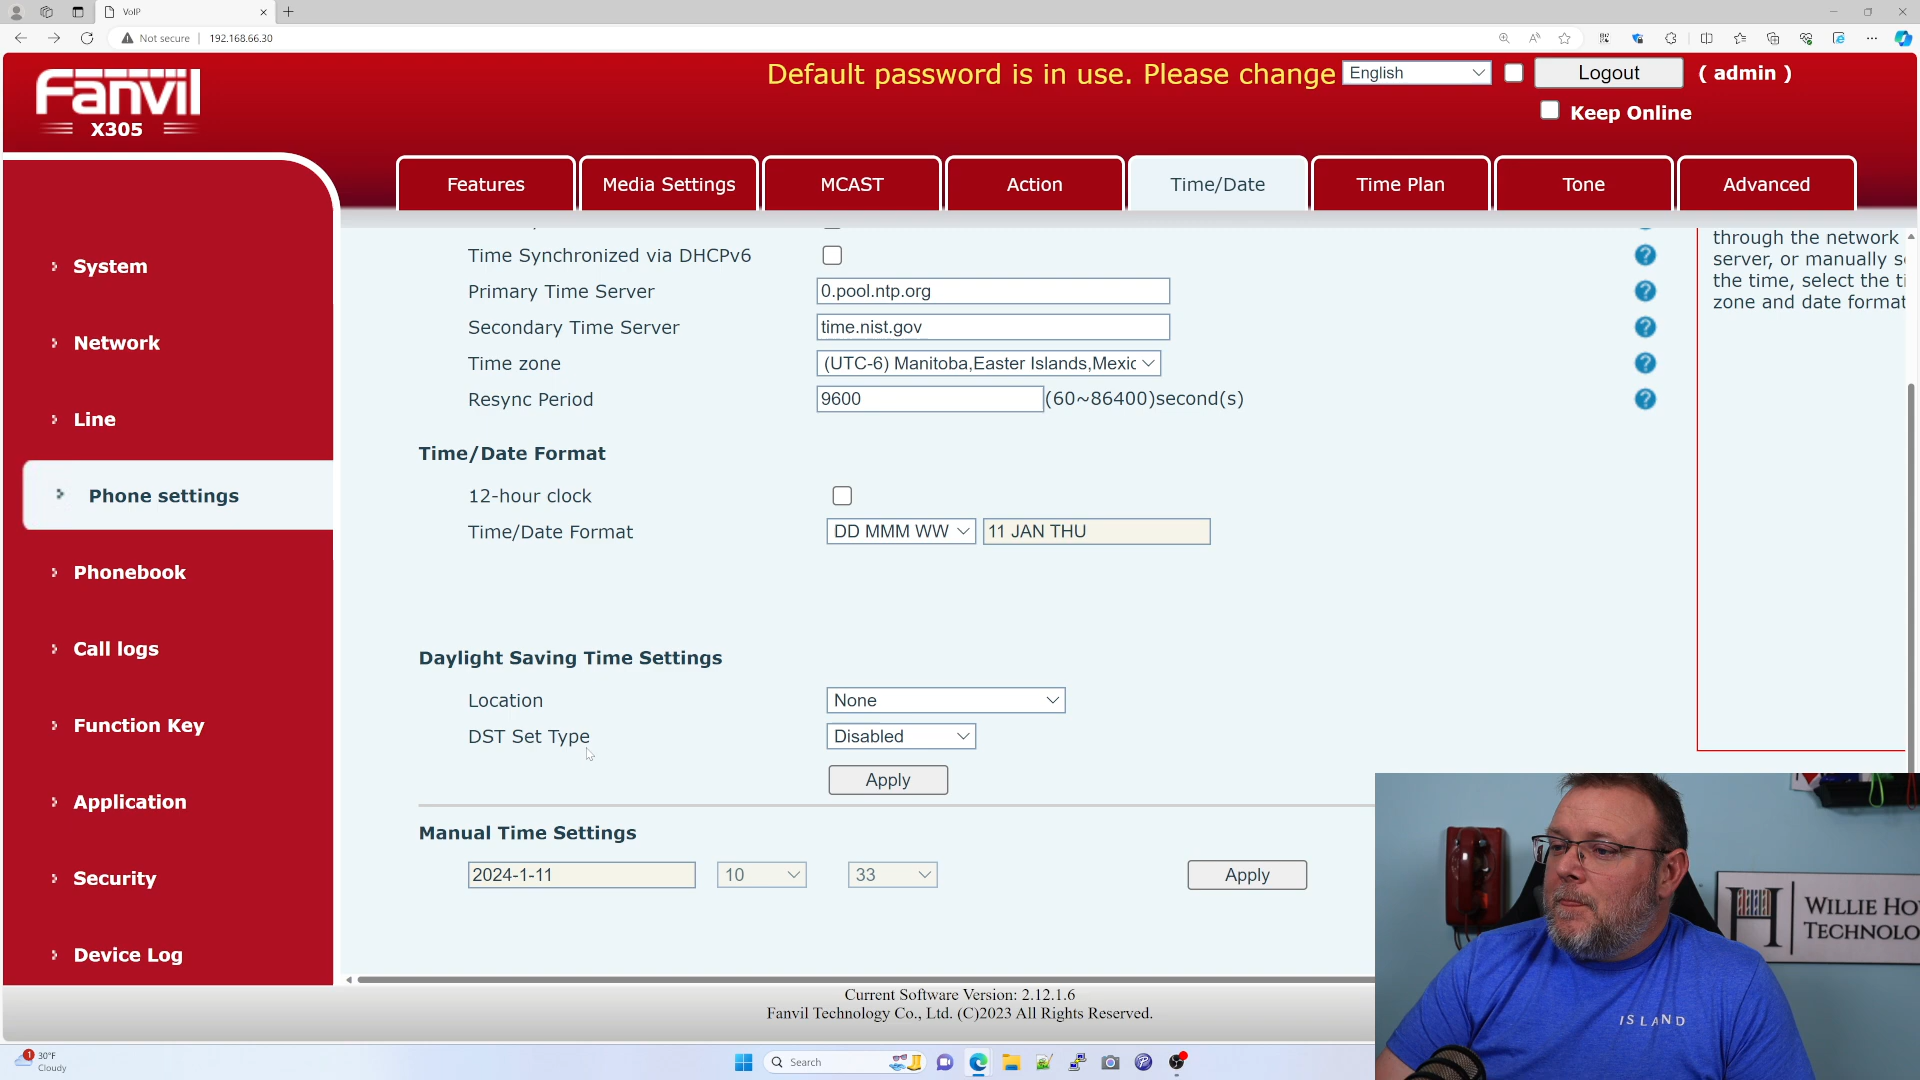 VoIP
Not secure
192.168.66.30
Fanvil
X305
Default password is in use. Please change
English
Logout
( admin )
Keep Online
Features
Media Settings
MCAST
Action
Time/Date
Time Plan
Tone
Advanced
System
Network
Line
Phone settings
Phonebook
Call logs
Function Key
Application
Security
Device Log
Time Synchronized via DHCPv6
Primary Time Server
0.pool.ntp.org
Secondary Time Server
time.nist.gov
Time zone
(UTC-6) Manitoba,Easter Islands,Mexic
Resync Period
9600
(60~86400)second(s)
Time/Date Format
12-hour clock
Time/Date Format
DD MMM WW
11 JAN THU
Daylight Saving Time Settings
Location
None
DST Set Type
Disabled
Apply
Manual Time Settings
2024-1-11
10
33
Apply
through the network
server, or manually s
the time, select the ti
zone and date format
Current Software Version: 2.12.1.6
Fanvil Technology Co., Ltd. (C)2023 All Rights Reserved.
WILLIE HO
TECHNOLO
ISLAND
1
30°F
Cloudy
Search